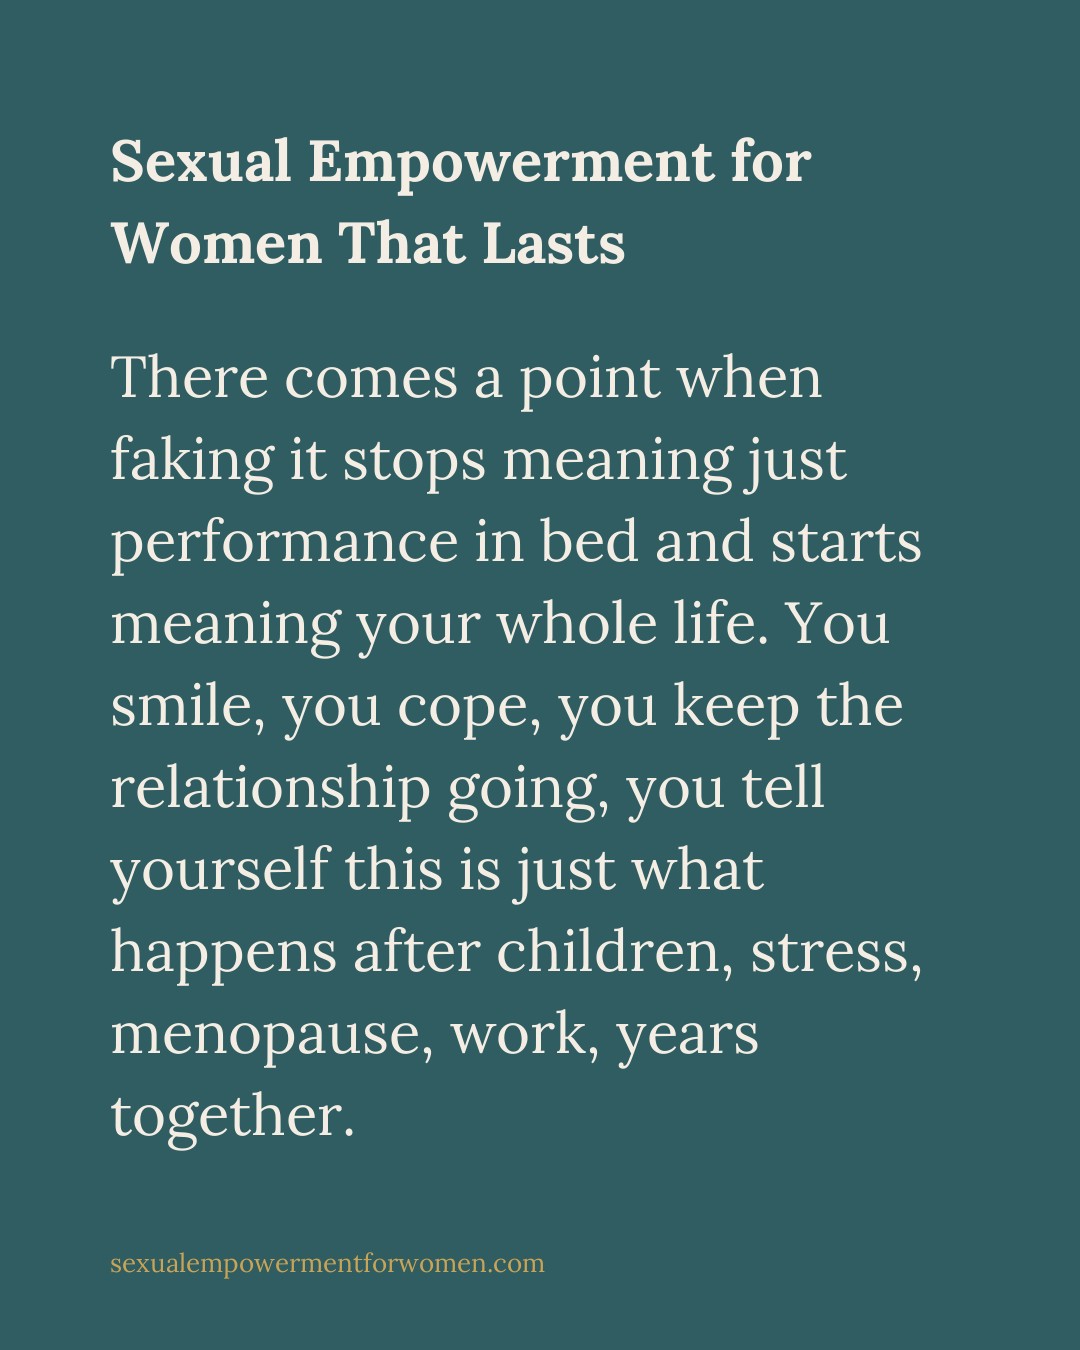 Sexual Empowerment for
Women That Lasts
There comes a point when
faking it stops meaning just
performance in bed and starts
meaning your whole life. You
smile, you cope, you keep the
relationship going, you tell
yourself this is just what
happens after children, stress,
menopause, work, years
together.
sexualempowermentforwomen.com